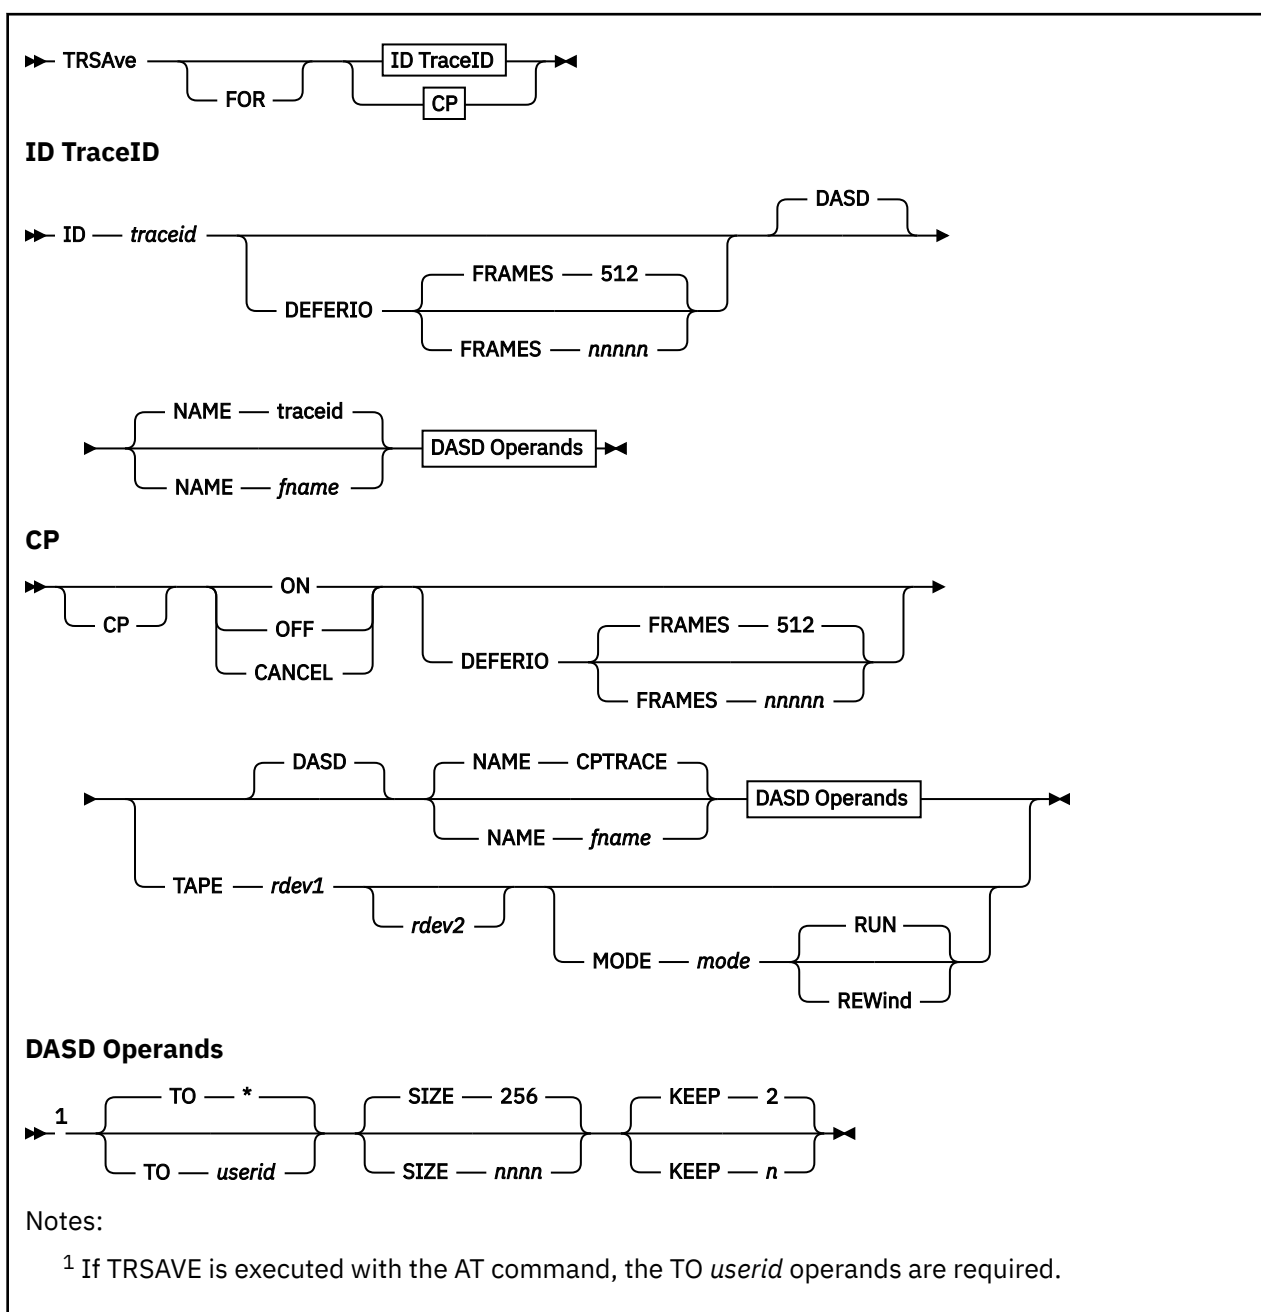 TRSAve ID TraceID
FOR CP
ID TraceID
DASD
ID traceid
FRAMES 512
DEFERIO
FRAMES nnnnn
NAME traceid
DASD Operands
NAME fname
CP
ON
CP OFF FRAMES 512
CANCEL DEFERIO
FRAMES nnnnn
DASD NAME CPTRACE
DASD Operands
NAME fname
TAPE rdev1
rdev2 RUN
MODE mode
REWind
DASD Operands
TO * SIZE 256 KEEP 2
1
TO userid SIZE nnnn KEEP n
Notes:
1 If TRSAVE is executed with the AT command, the TO userid operands are required.